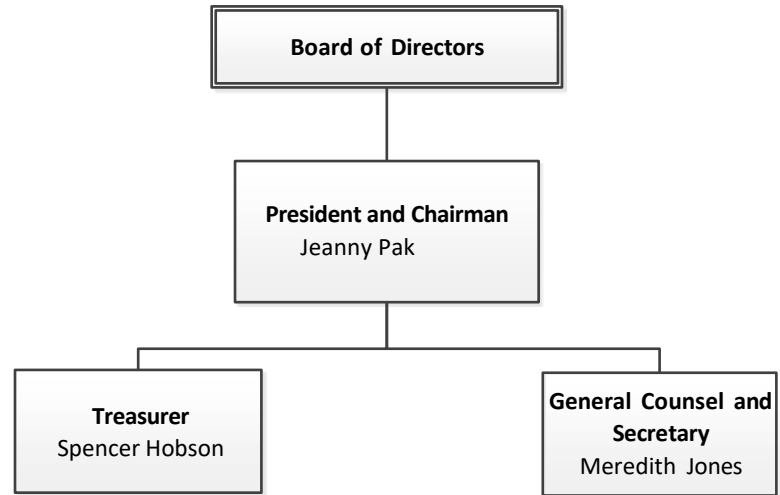 Board of Directors
President and Chairman
Jeanny Pak
Treasurer
Spencer Hobson
General Counsel and
Secretary
Meredith Jones